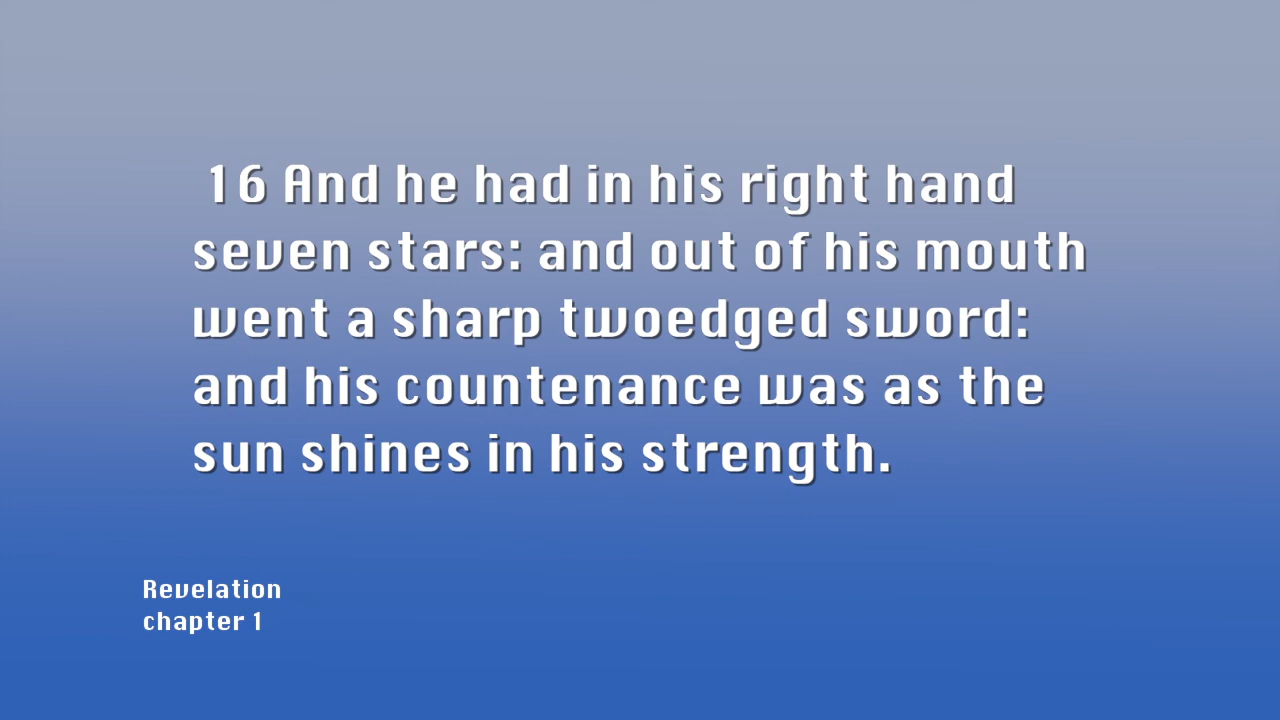 16 And he had in his right hand
seven stars: and out of his mouth
went a sharp twoedged sword:
and his countenance was as the
sun shines in his strength.
Revelation
chapter 1